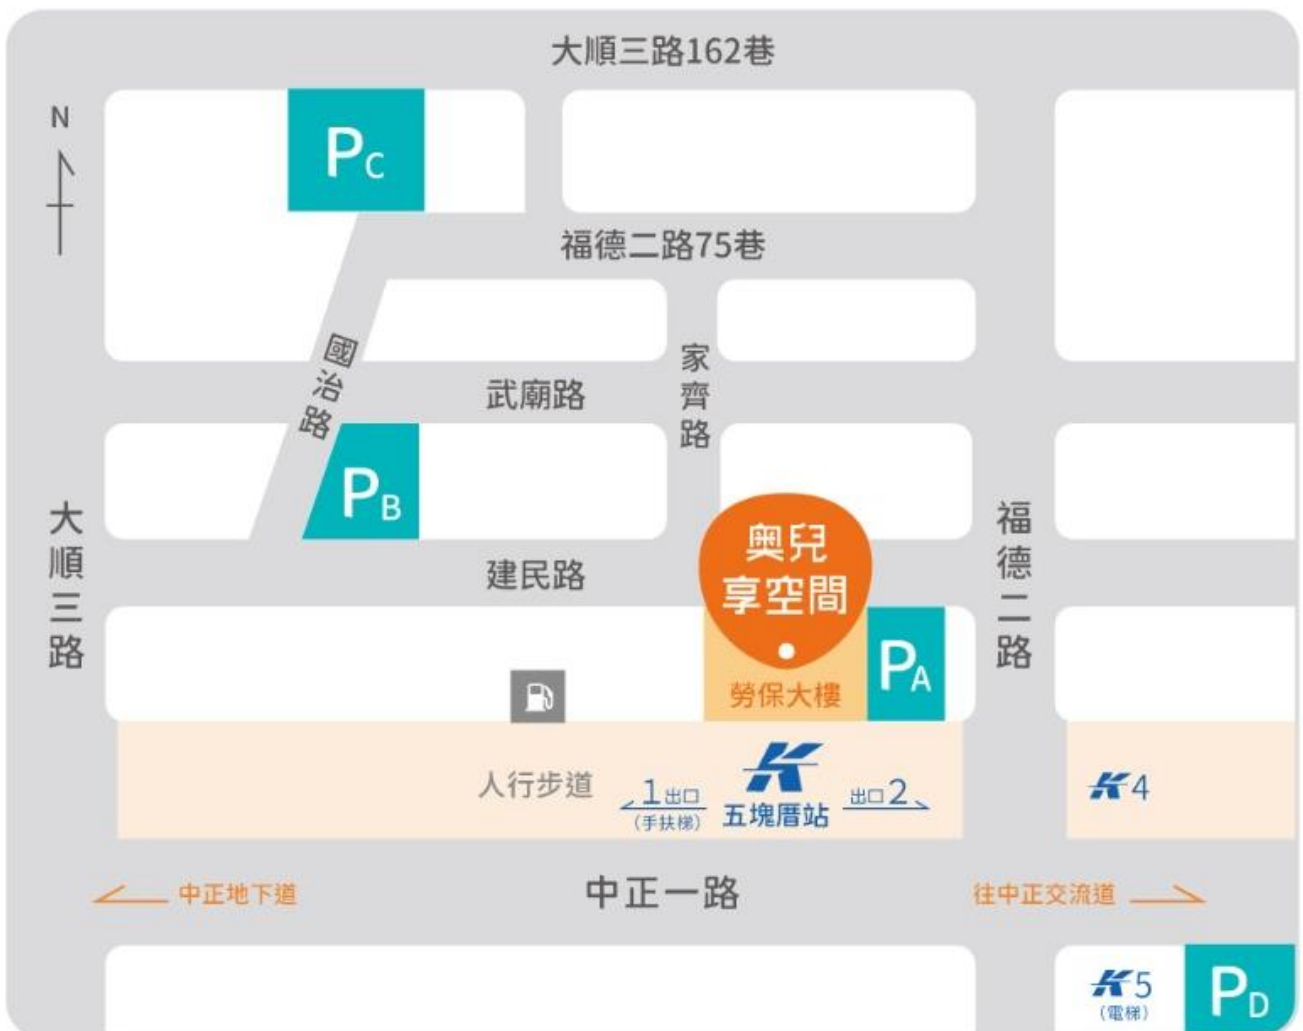 大順三路162巷
N
PC
福德二路75巷
國治路
武廟路
家齊路
PB
大順三路
建民路
奧兒
享空間
福德二路
勞保大樓
PA
人行步道
1出口
(手扶梯)
五塊厝站
出口2
4
中正地下道
中正一路
往中正交流道
5
(電梯)
PD